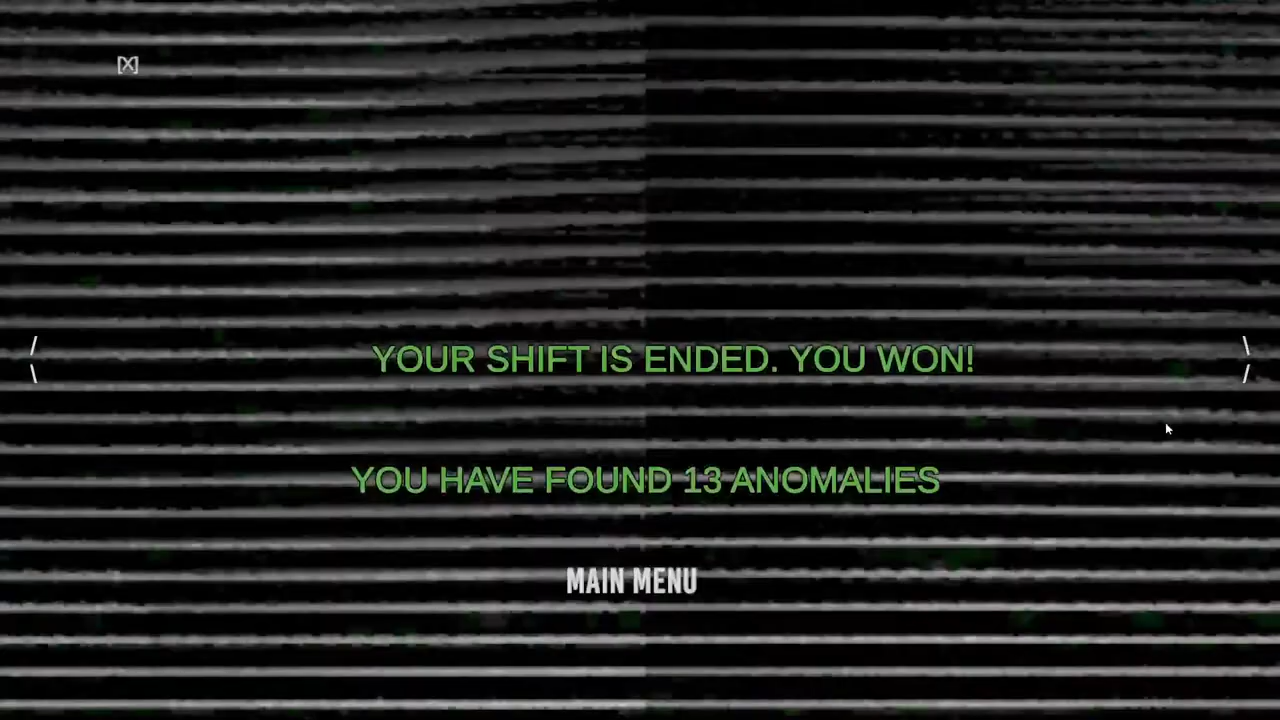 [X]
YOUR SHIFT IS ENDED. YOU WON!
YOU HAVE FOUND 13 ANOMALIES
MAIN MENU